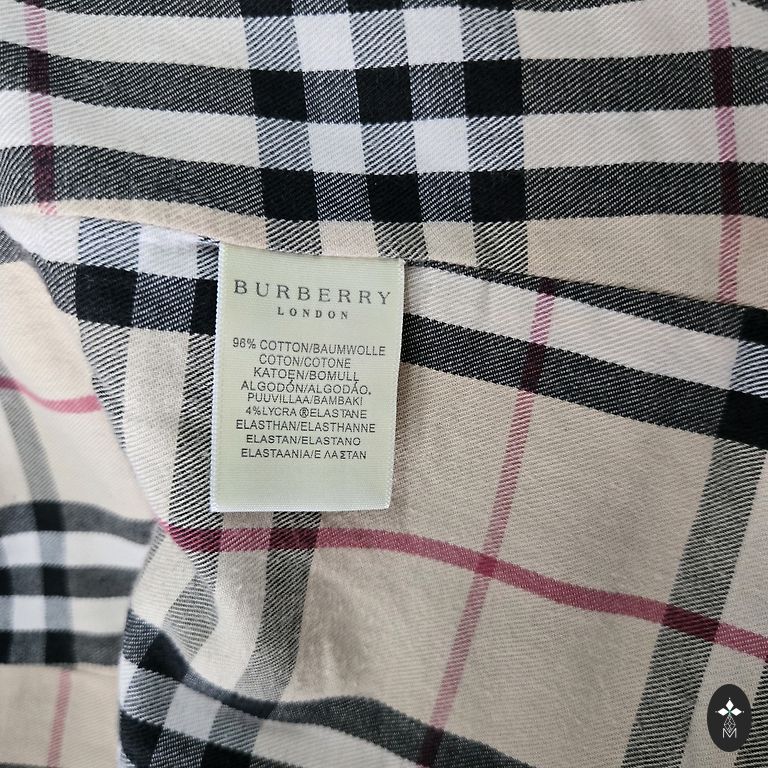 BURBERRY
LONDON
96% COTTON/BAUMWOLLE
COTON/COTONE
KATOEN/BOMULL
ALGODÓN/ALGODÃO.
PUUVILLAA/BAMBAKI
4%LYCRA ®ELASTANE
ELASTHAN/ELASTHANNE
ELASTAN/ELASTANO
ELASTAANIA/ΕΛΑΣΤΑΝ
M